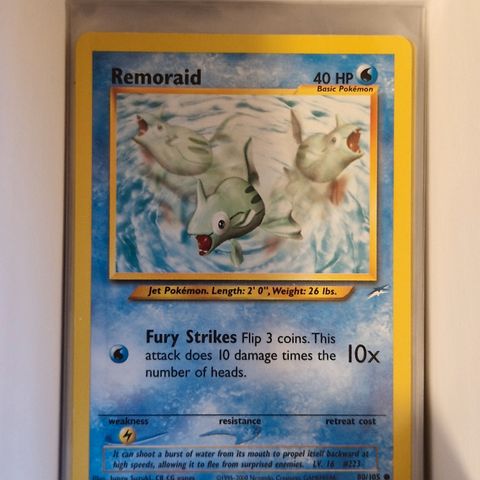 Remoraid
40 HP
Basic Pokémon
Jet Pokémon. Length: 2' 0", Weight: 26 lbs.
Fury Strikes Flip 3 coins. This
attack does 10 damage times the
number of heads.
10x
weakness resistance retreat cost
It can shoot a burst of water from its mouth to propel itself backward at
high speeds, allowing it to flee from surprised enemies. LV. 16 #223
80/105